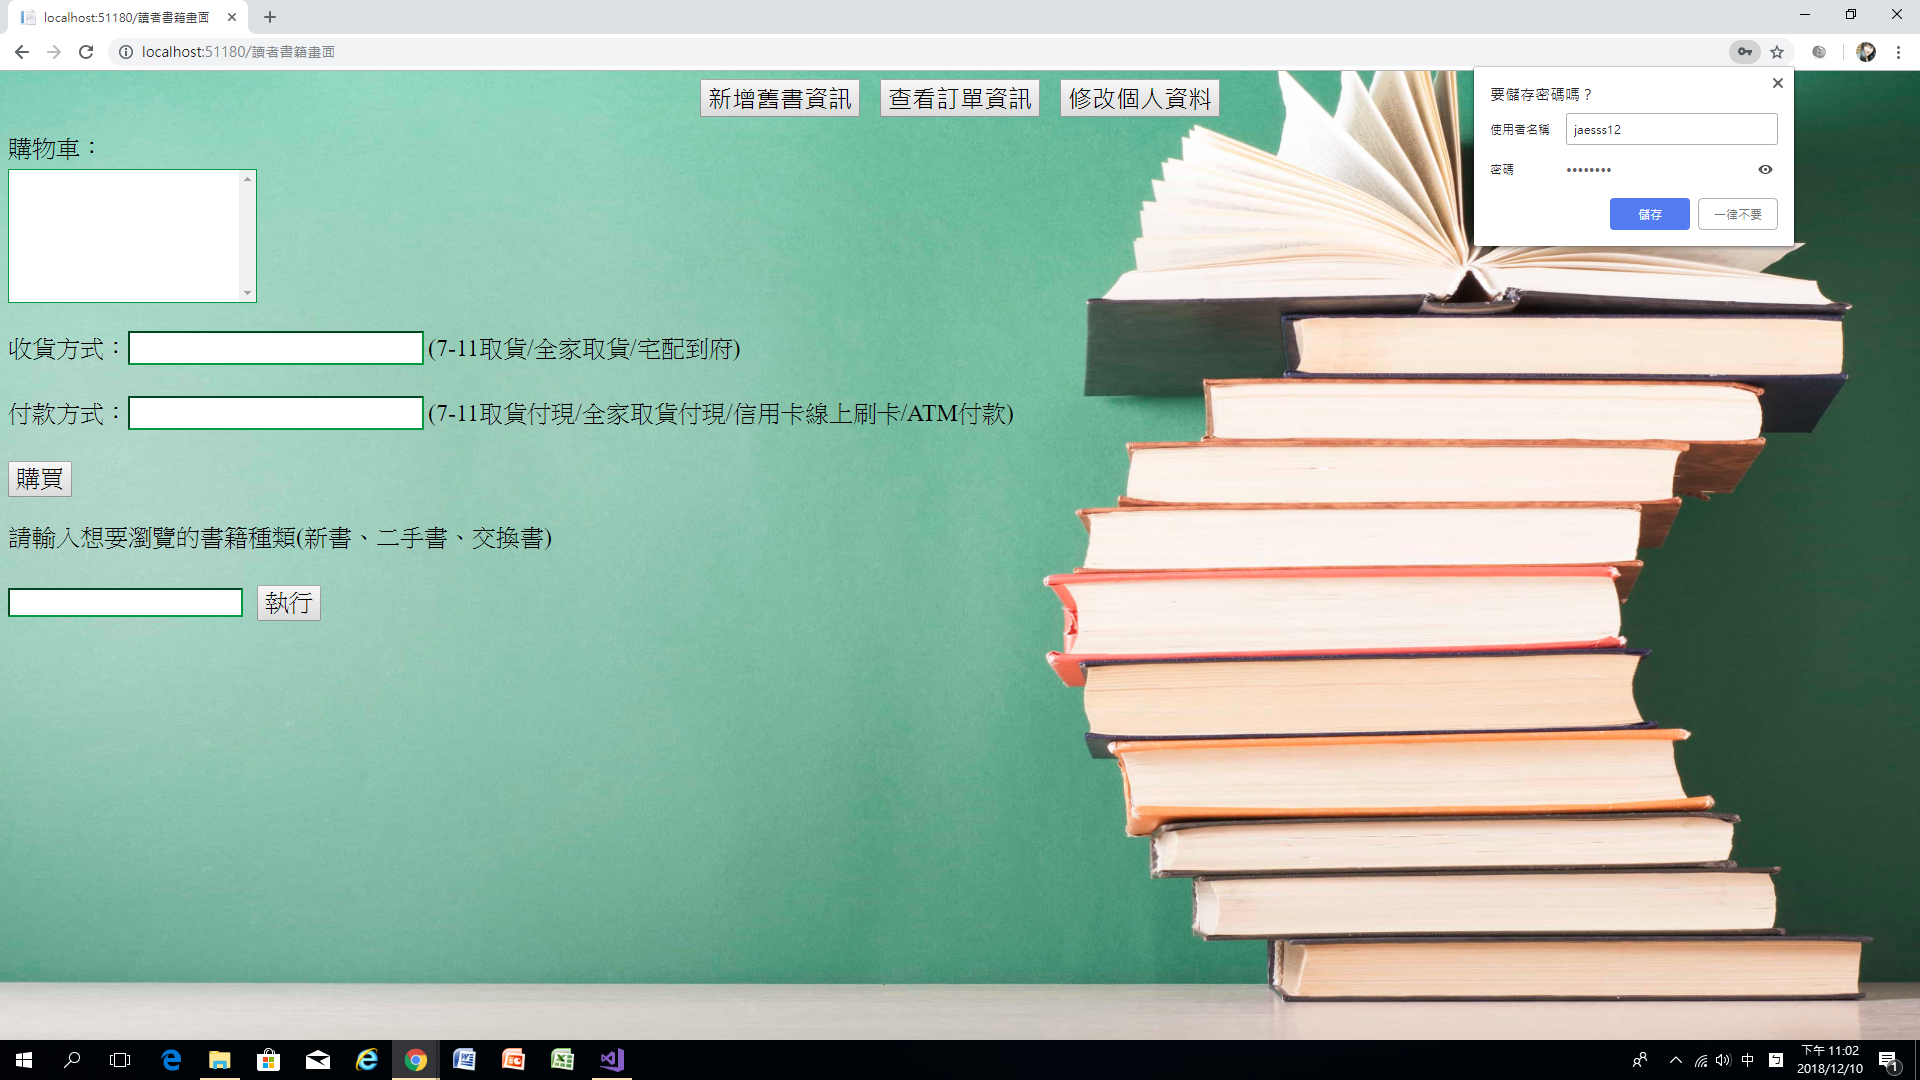 localhost:51180/讀者書籍畫面
localhost:51180/讀者書籍畫面
新增舊書資訊 查看訂單資訊 修改個人資料
要儲存密碼嗎？
使用者名稱 jaesss12
密碼 ••••••••
儲存 一律不要
購物車：
收貨方式： (7-11取貨/全家取貨/宅配到府)
付款方式： (7-11取貨付現/全家取貨付現/信用卡線上刷卡/ATM付款)
購買
請輸入想要瀏覽的書籍種類(新書、二手書、交換書)
執行
中
下午 11:02
2018/12/10
1